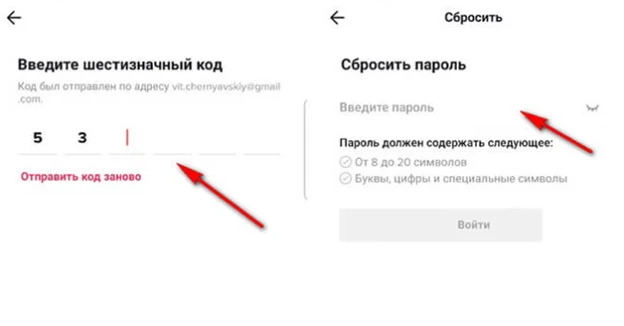 Введите шестизначный код
Код был отправлен по адресу vit.chernyavskiy@gmail
.com.
5 3
Отправить код заново
Сбросить
Сбросить пароль
Введите пароль
Пароль должен содержать следующее:
От 8 до 20 символов
Буквы, цифры и специальные символы
Войти